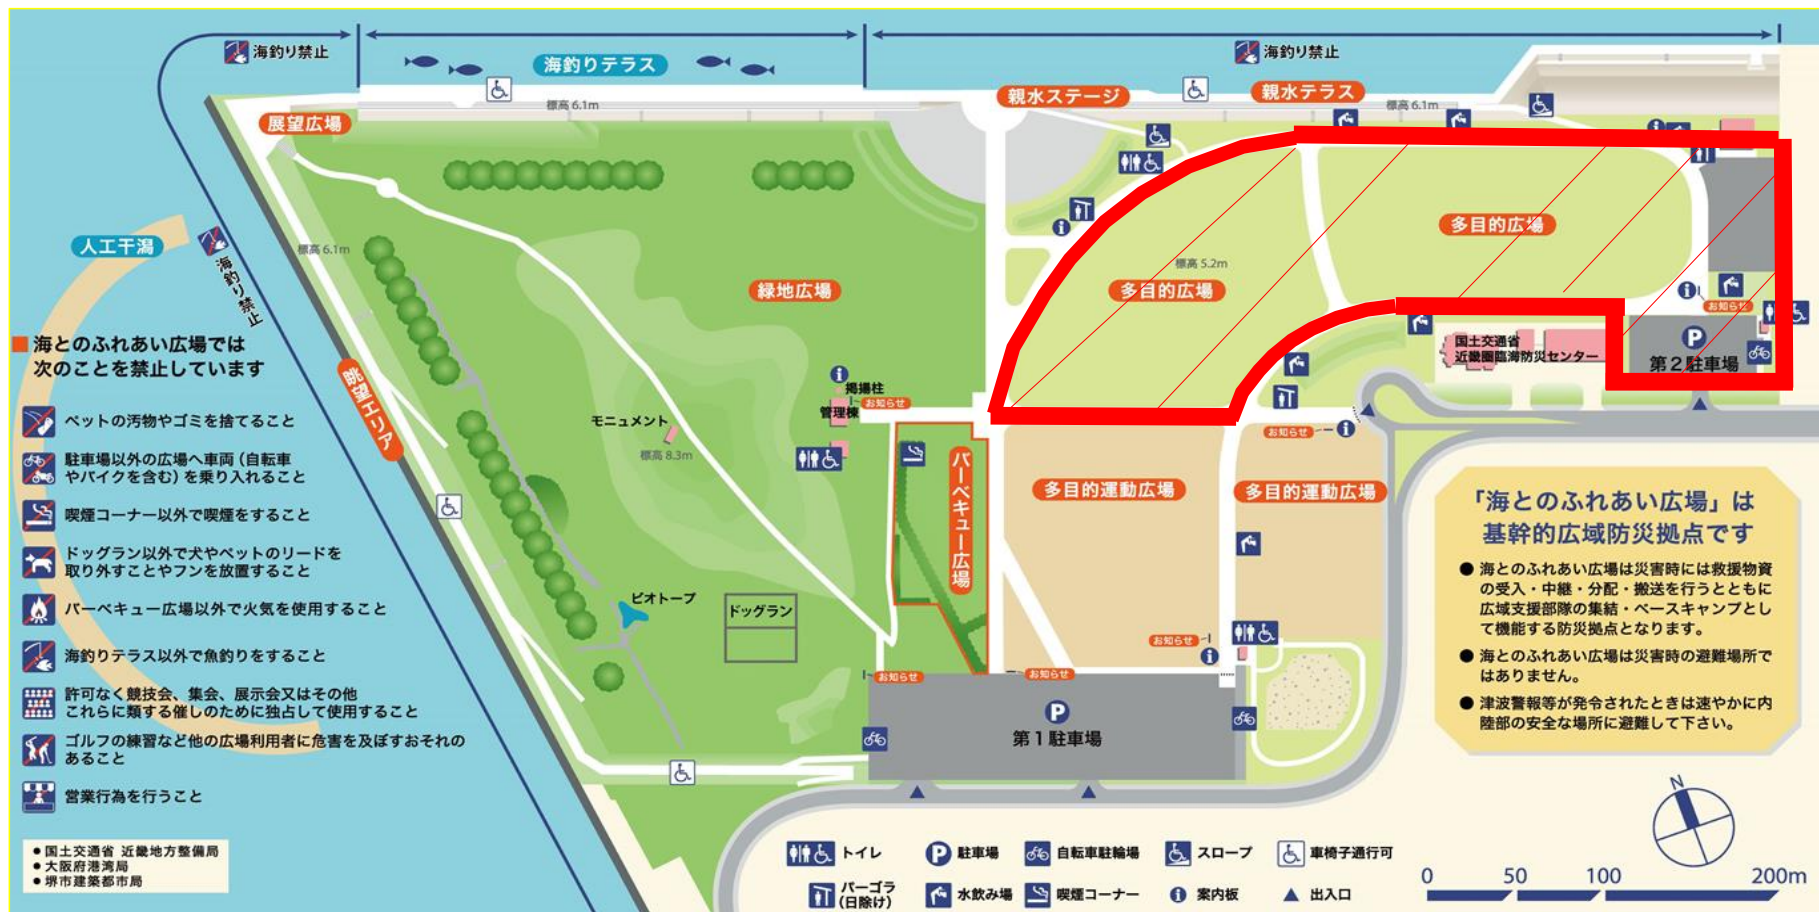 海釣り禁止
海釣りテラス
海釣り禁止
標高 6.1m
親水ステージ
親水テラス
標高 6.1m
展望広場
人工干潟
標高 6.1m
海釣り禁止
多目的広場
標高 5.2m
緑地広場
多目的広場
お知らせ
国土交通省
近畿圏臨海防災センター
P
第2駐車場
眺望エリア
掲揚柱
お知らせ
管理棟
モニュメント
標高 8.3m
お知らせ
バーベキュー広場
多目的運動広場
多目的運動広場
ビオトープ
ドッグラン
お知らせ
お知らせ
お知らせ
P
第1駐車場
■ 海とのふれあい広場では
次のことを禁止しています
ペットの汚物やゴミを捨てること
駐車場以外の広場へ車両(自転車
やバイクを含む)を乗り入れること
喫煙コーナー以外で喫煙をすること
ドッグラン以外で犬やペットのリードを
取り外すことやフンを放置すること
バーベキュー広場以外で火気を使用すること
海釣りテラス以外で魚釣りをすること
許可なく競技会、集会、展示会又はその他
これらに類する催しのために独占して使用すること
ゴルフの練習など他の広場利用者に危害を及ぼすおそれの
あること
営業行為を行うこと
● 国土交通省 近畿地方整備局
● 大阪府港湾局
● 堺市建築都市局
「海とのふれあい広場」は
基幹的広域防災拠点です
● 海とのふれあい広場は災害時には救援物資
の受入・中継・分配・搬送を行うとともに
広域支援部隊の集結・ベースキャンプとし
て機能する防災拠点となります。
● 海とのふれあい広場は災害時の避難場所で
はありません。
● 津波警報等が発令されたときは速やかに内
陸部の安全な場所に避難して下さい。
N
トイレ
P 駐車場
自転車駐輪場
スロープ
車椅子通行可
パーゴラ
(日除け)
水飲み場
喫煙コーナー
案内板
▲ 出入口
0 50 100 200m